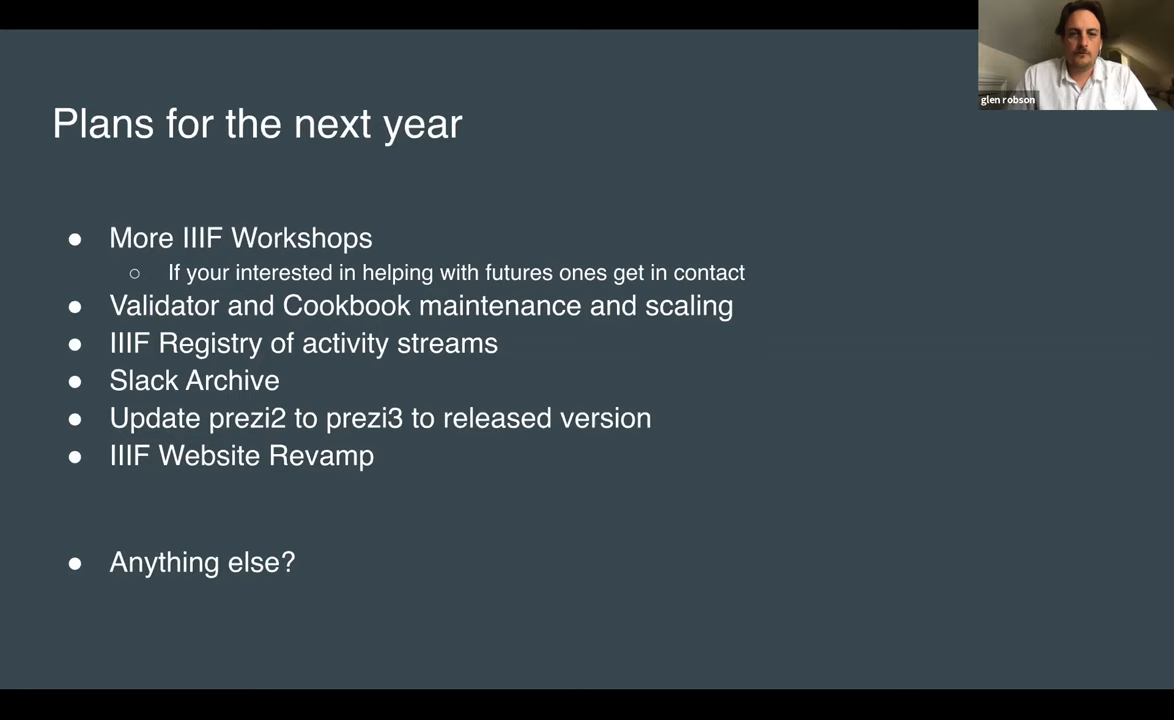 glen robson
Plans for the next year
● More IIIF Workshops
○ If your interested in helping with futures ones get in contact
● Validator and Cookbook maintenance and scaling
● IIIF Registry of activity streams
● Slack Archive
● Update prezi2 to prezi3 to released version
● IIIF Website Revamp
● Anything else?